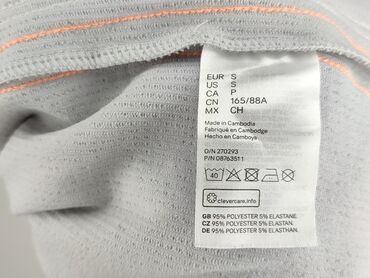 EUR S
US S
CA P
CN 165/88A
MX CH
Made in Cambodia
Fabriqué en Cambodge
Hecho en Camboya
O/N 270293
P/N 08763511
40
clevercare.info
GB 95% POLYESTER 5% ELASTANE.
CZ 95% POLYESTER 5% ELASTAN.
DE 95% POLYESTER 5% ELASTHAN.